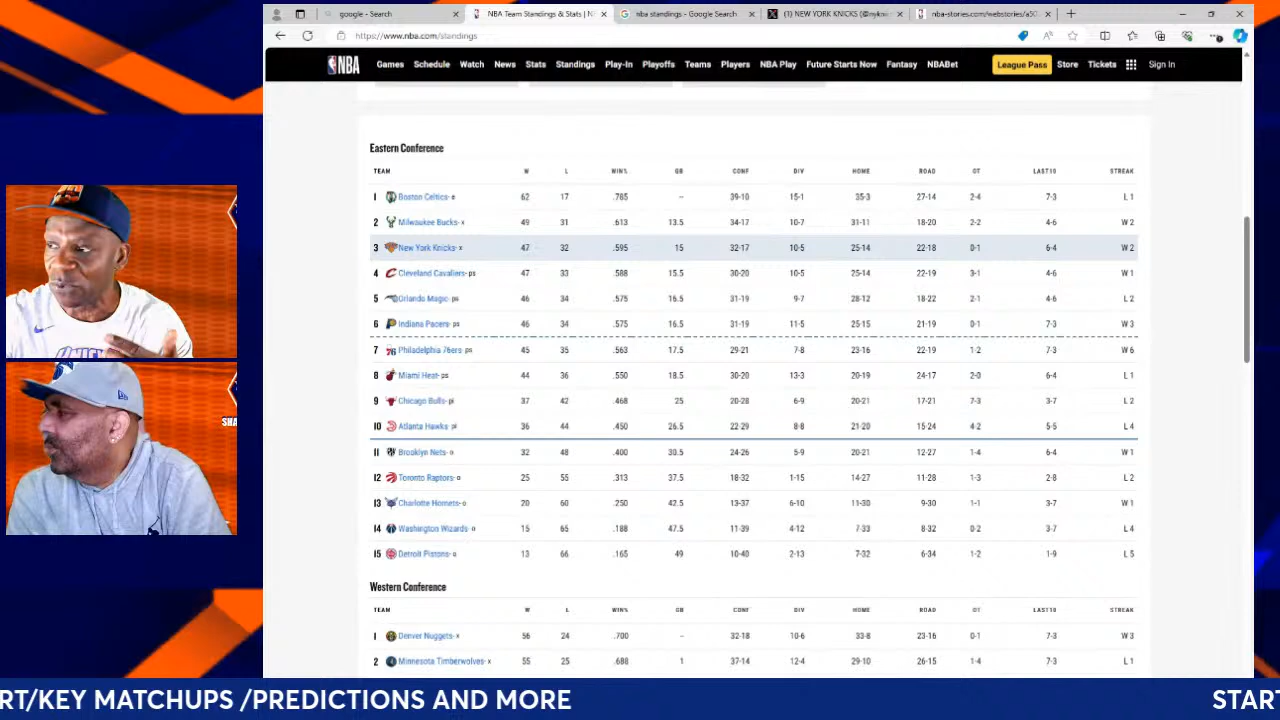 google - Search
NBA Team Standings & Stats | N
nba standings - Google Search
(1) NEW YORK KNICKS (@nyknic
nba-stories.com/webstories/a50
https://www.nba.com/standings
NBA Games Schedule Watch News Stats Standings Play-In Playoffs Teams Players NBA Play Future Starts Now Fantasy NBABet League Pass Store Tickets Sign In
Eastern Conference
TEAM W L WIN% GB CONF DIV HOME ROAD OT LAST10 STREAK
1 Boston Celtics 62 17 .785 – 39-10 15-1 35-3 27-14 2-4 7-3 L 1
2 Milwaukee Bucks - x 49 31 .613 13.5 34-17 10-7 31-11 18-20 2-2 4-6 W 2
3 New York Knicks - x 47 32 .595 15 32-17 10-5 25-14 22-18 0-1 6-4 W 2
4 Cleveland Cavaliers - ps 47 33 .588 15.5 30-20 10-5 25-14 22-19 3-1 4-6 W 1
5 Orlando Magic - ps 46 34 .575 16.5 31-19 9-7 28-12 18-22 2-1 4-6 L 2
6 Indiana Pacers - ps 46 34 .575 16.5 31-19 11-5 25-15 21-19 0-1 7-3 W 3
7 Philadelphia 76ers - ps 45 35 .563 17.5 29-21 7-8 23-16 22-19 1-2 7-3 W 6
8 Miami Heat - ps 44 36 .550 18.5 30-20 13-3 20-19 24-17 2-0 6-4 L 1
9 Chicago Bulls - pi 37 42 .468 25 20-28 6-9 20-21 17-21 7-3 3-7 L 2
10 Atlanta Hawks - pi 36 44 .450 26.5 22-29 8-8 21-20 15-24 4-2 5-5 L 4
11 Brooklyn Nets - o 32 48 .400 30.5 24-26 5-9 20-21 12-27 1-4 6-4 W 1
12 Toronto Raptors - o 25 55 .313 37.5 18-32 1-15 14-27 11-28 1-3 2-8 L 2
13 Charlotte Hornets - o 20 60 .250 42.5 13-37 6-10 11-30 9-30 1-1 3-7 W 1
14 Washington Wizards - o 15 65 .188 47.5 11-39 4-12 7-33 8-32 0-2 3-7 L 4
15 Detroit Pistons - o 13 66 .165 49 10-40 2-13 7-32 6-34 1-2 1-9 L 5
Western Conference
TEAM W L WIN% GB CONF DIV HOME ROAD OT LAST10 STREAK
1 Denver Nuggets - x 56 24 .700 – 32-18 10-6 33-8 23-16 0-1 7-3 W 3
2 Minnesota Timberwolves - x 55 25 .688 1 37-14 12-4 29-10 26-15 1-4 7-3 L 1
RT/KEY MATCHUPS /PREDICTIONS AND MORE START